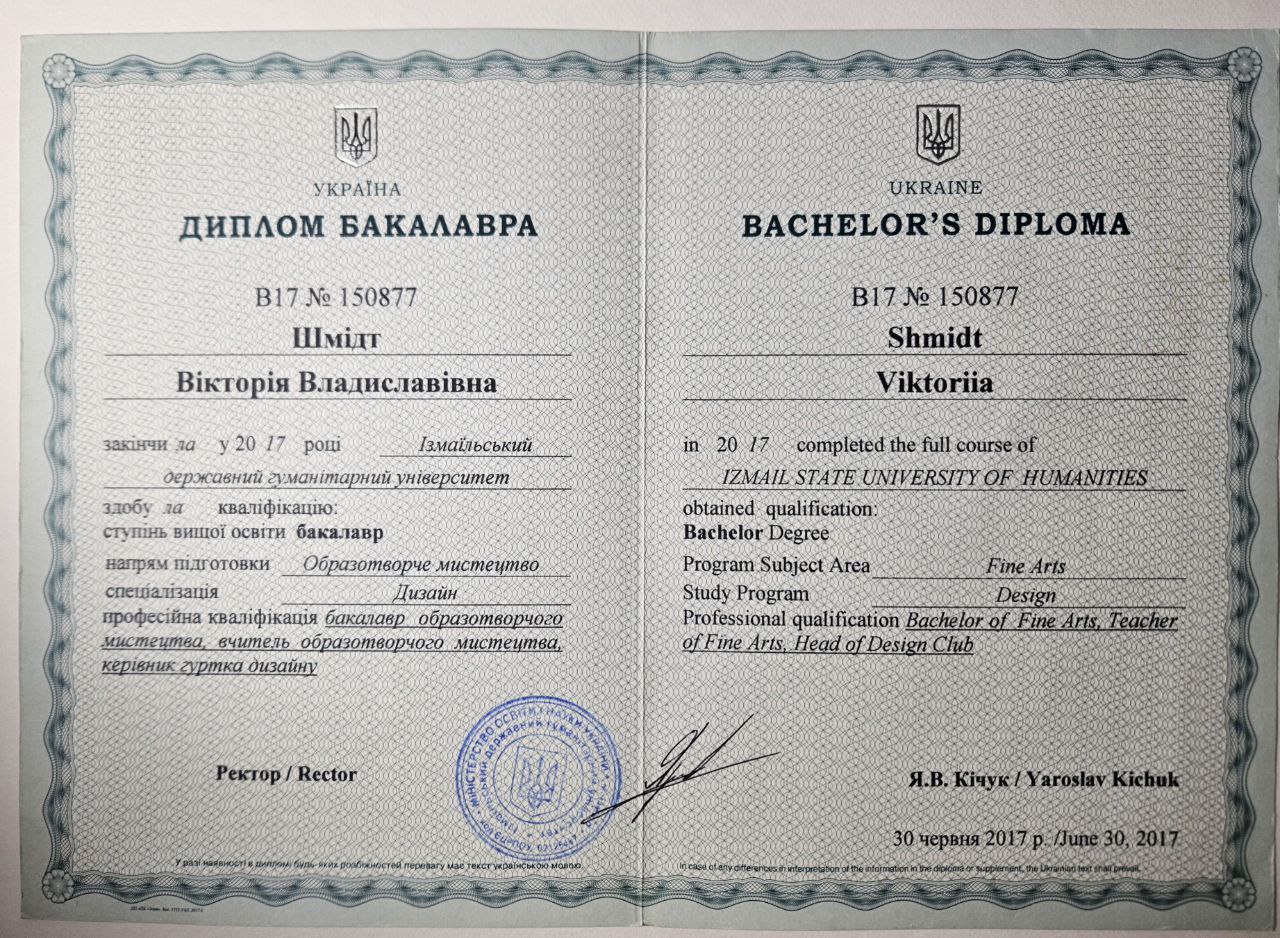 УКРАЇНА
ДИПЛОМ БАКАЛАВРА
В17 № 150877
Шмідт
Вікторія Владиславівна
закінчи ла у 20 17 році Ізмаїльський
державний гуманітарний університет
здобу ла кваліфікацію:
ступінь вищої освіти бакалавр
напрям підготовки Образотворче мистецтво
спеціалізація Дизайн
професійна кваліфікація бакалавр образотворчого
мистецтва, вчитель образотворчого мистецтва,
керівник гуртка дизайну
Ректор / Rector
МІНІСТЕРСТВО ОСВІТИ І НАУКИ УКРАЇНИ
У разі наявності в дипломі будь-яких розбіжностей перевагу має текст українською мовою.
UKRAINE
BACHELOR'S DIPLOMA
B17 № 150877
Shmidt
Viktoriia
in 20 17 completed the full course of
IZMAIL STATE UNIVERSITY OF HUMANITIES
obtained qualification:
Bachelor Degree
Program Subject Area Fine Arts
Study Program Design
Professional qualification Bachelor of Fine Arts, Teacher
of Fine Arts, Head of Design Club
Я.В. Кічук / Yaroslav Kichuk
30 червня 2017 р. /June 30, 2017
In case of any differences in interpretation of the information in the diploma or supplement, the Ukrainian text shall prevail.